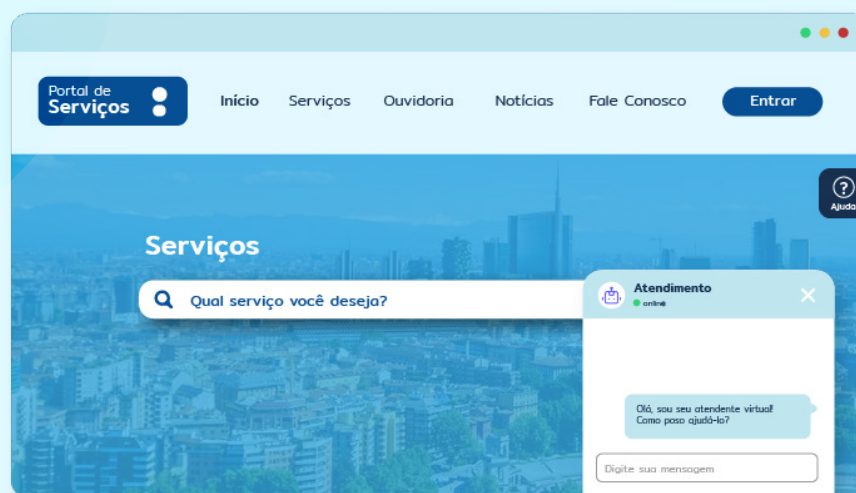 Portal de
Serviços
Início Serviços Ouvidoria Notícias Fale Conosco Entrar
Ajuda
Serviços
Qual serviço você deseja?
Atendimento
online
Olá, sou seu atendente virtual!
Como poso ajudá-lo?
Digite sua mensagem